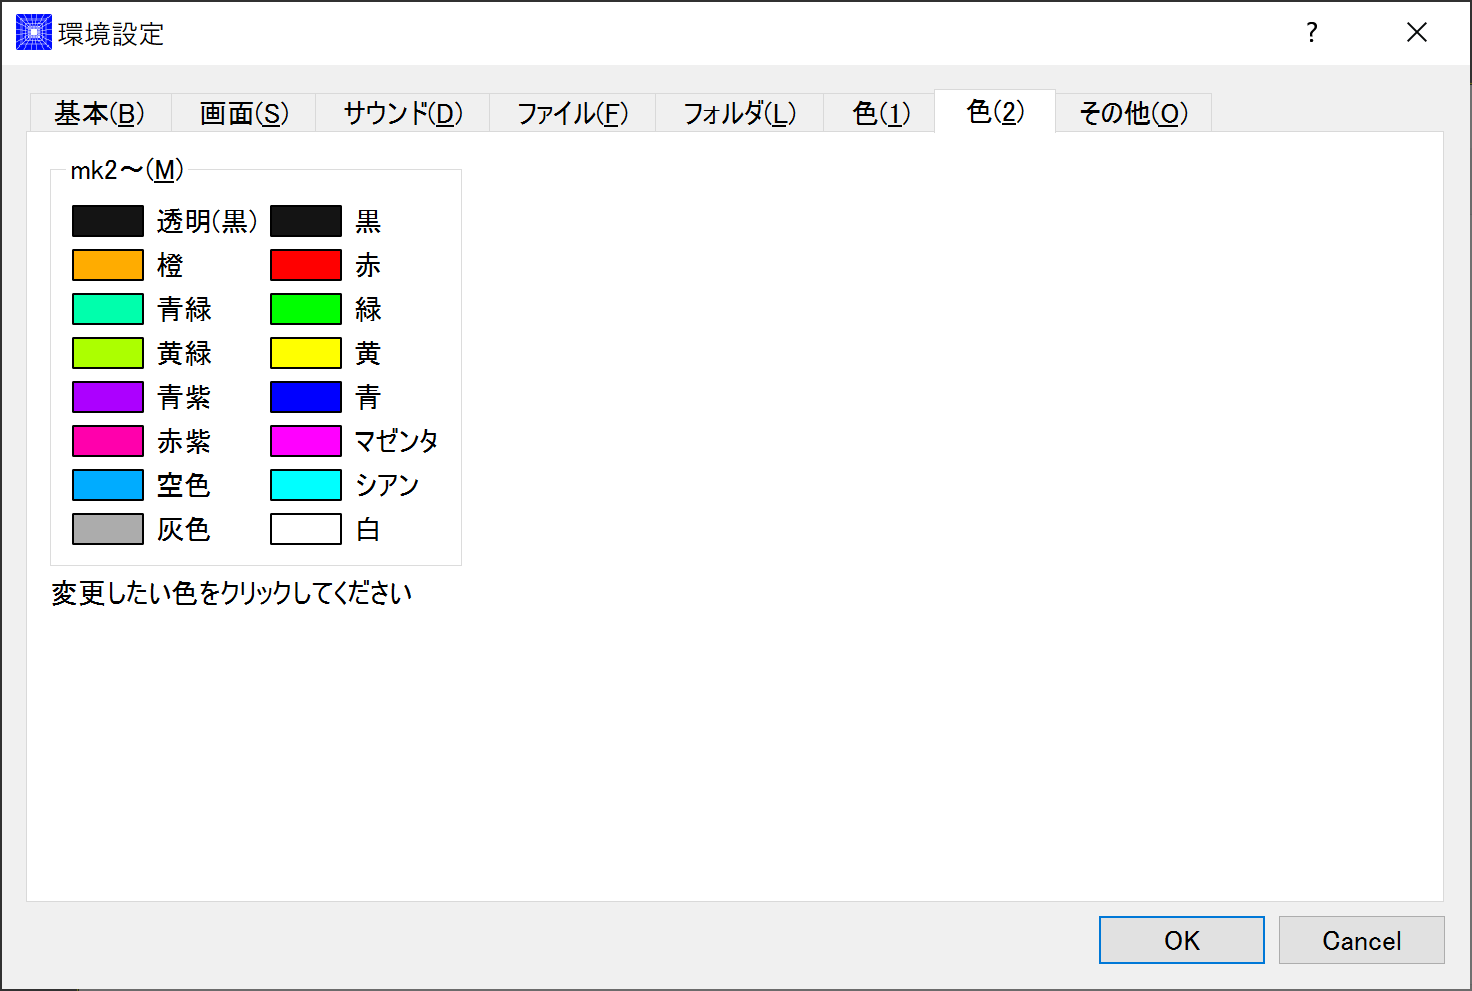 環境設定
基本(B) 画面(S) サウンド(D) ファイル(F) フォルダ(L) 色(1) 色(2) その他(O)
mk2～(M)
透明(黒) 黒
橙 赤
青緑 緑
黄緑 黄
青紫 青
赤紫 マゼンタ
空色 シアン
灰色 白
変更したい色をクリックしてください
OK Cancel